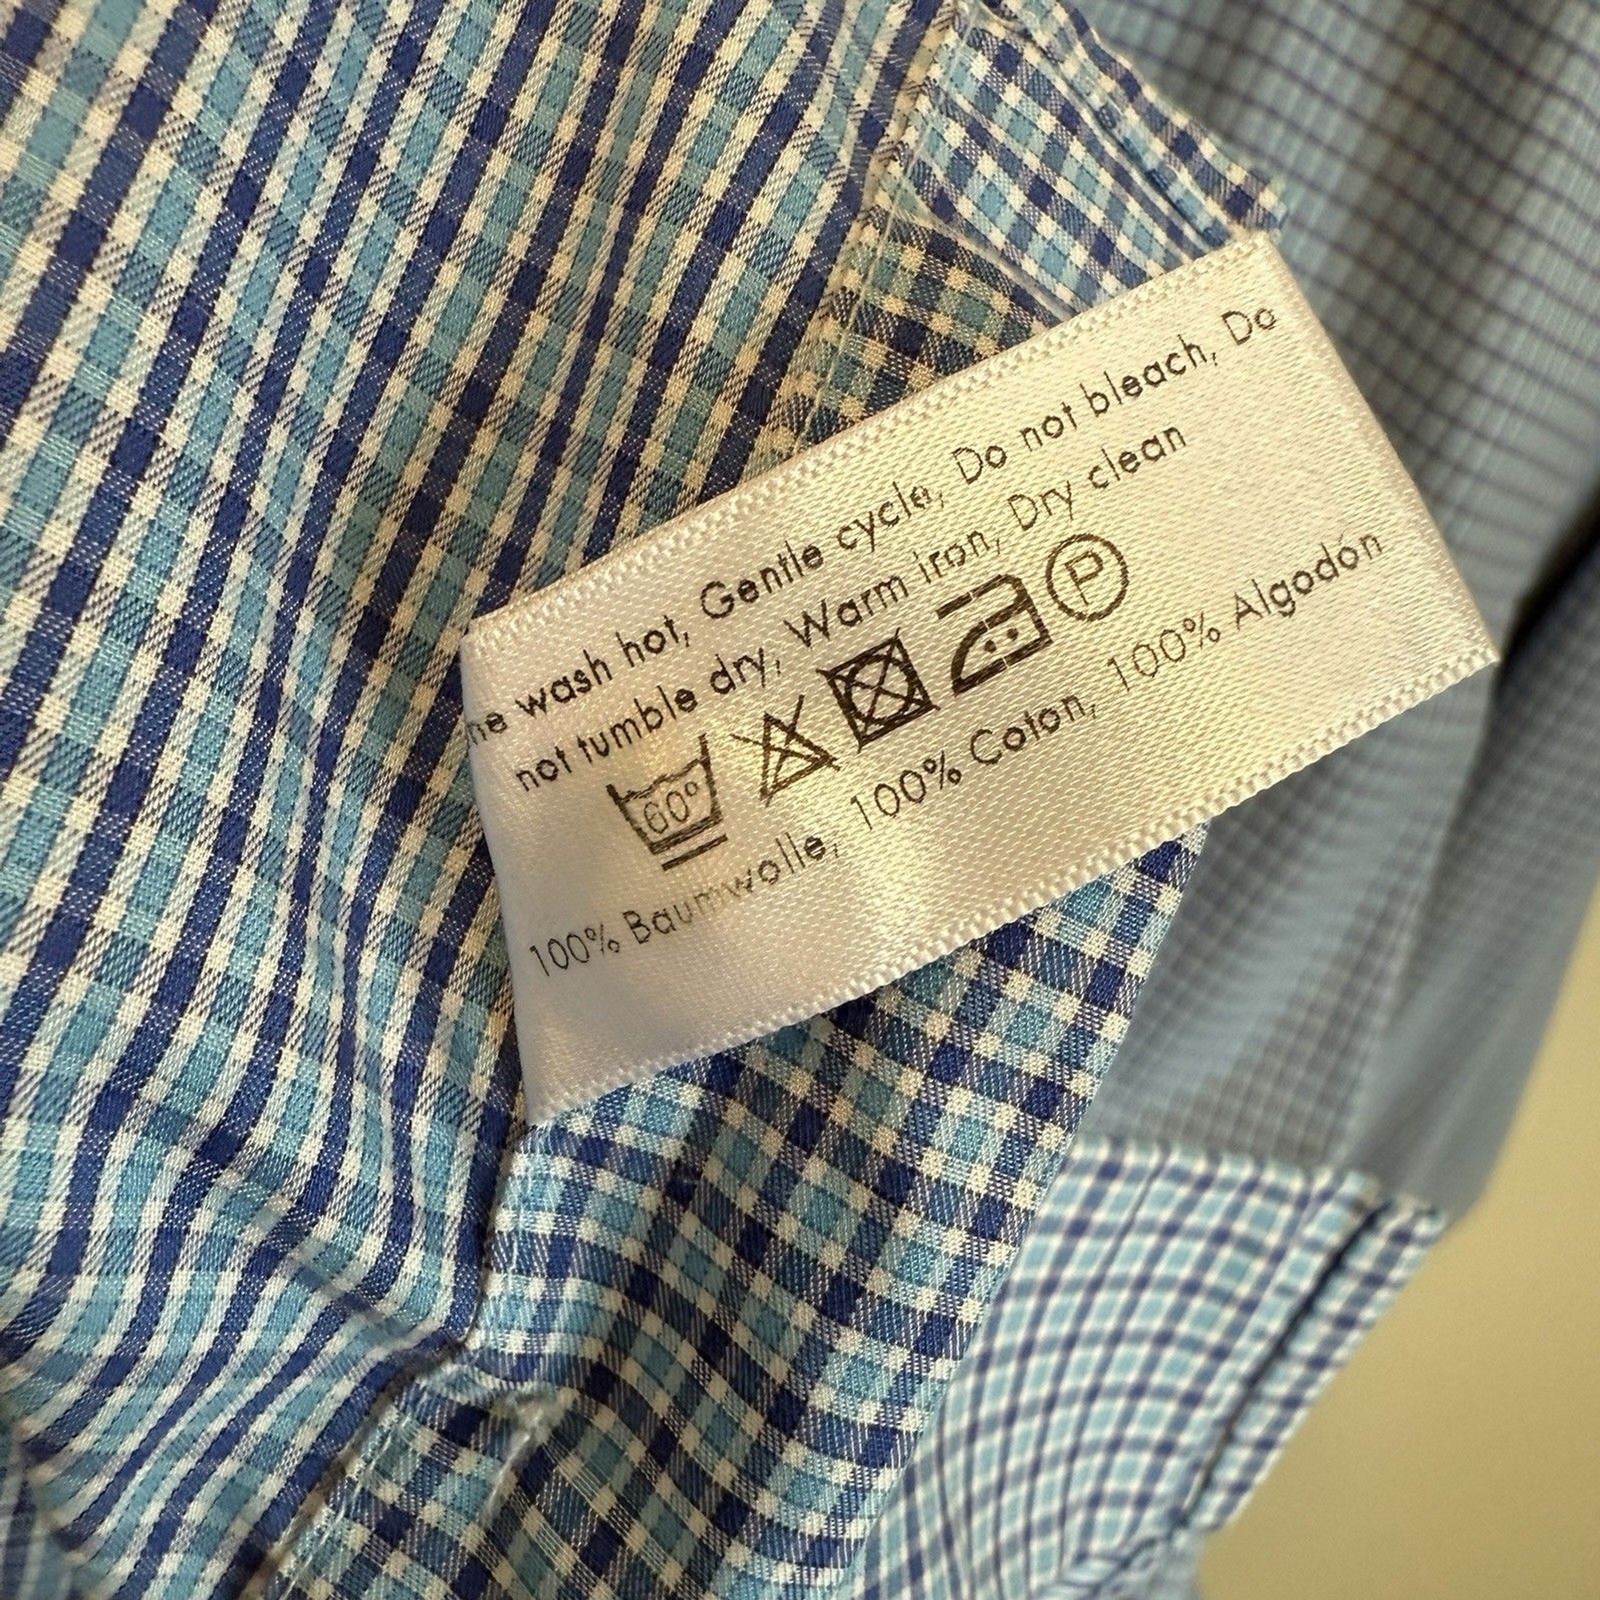 ne wash hot, Gentle cycle, Do not bleach, Do
not tumble dry, Warm iron, Dry clean
60° P
100% Baumwolle, 100% Coton, 100% Algodón